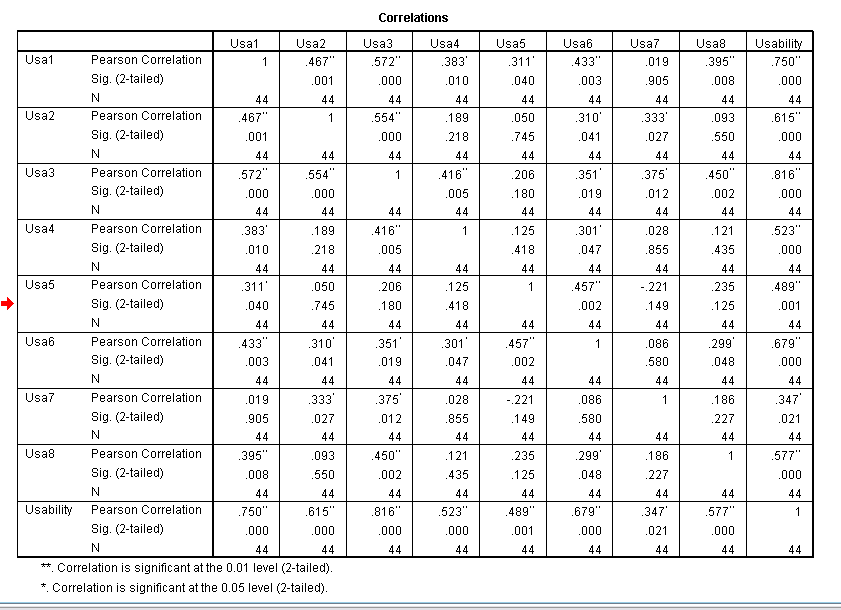 Correlations
Usa1 Usa2 Usa3 Usa4 Usa5 Usa6 Usa7 Usa8 Usability
Usa1 Pearson Correlation 1 .467** .572** .383* .311* .433** .019 .395** .750**
Sig. (2-tailed) .001 .000 .010 .040 .003 .905 .008 .000
N 44 44 44 44 44 44 44 44 44
Usa2 Pearson Correlation .467** 1 .554** .189 .050 .310* .333* .093 .615**
Sig. (2-tailed) .001 .000 .218 .745 .041 .027 .550 .000
N 44 44 44 44 44 44 44 44 44
Usa3 Pearson Correlation .572** .554** 1 .416** .206 .351* .375* .450** .816**
Sig. (2-tailed) .000 .000 .005 .180 .019 .012 .002 .000
N 44 44 44 44 44 44 44 44 44
Usa4 Pearson Correlation .383* .189 .416** 1 .125 .301* .028 .121 .523**
Sig. (2-tailed) .010 .218 .005 .418 .047 .855 .435 .000
N 44 44 44 44 44 44 44 44 44
Usa5 Pearson Correlation .311* .050 .206 .125 1 .457** -.221 .235 .489**
Sig. (2-tailed) .040 .745 .180 .418 .002 .149 .125 .001
N 44 44 44 44 44 44 44 44 44
Usa6 Pearson Correlation .433** .310* .351* .301* .457** 1 .086 .299* .679**
Sig. (2-tailed) .003 .041 .019 .047 .002 .580 .048 .000
N 44 44 44 44 44 44 44 44 44
Usa7 Pearson Correlation .019 .333* .375* .028 -.221 .086 1 .186 .347*
Sig. (2-tailed) .905 .027 .012 .855 .149 .580 .227 .021
N 44 44 44 44 44 44 44 44 44
Usa8 Pearson Correlation .395** .093 .450** .121 .235 .299* .186 1 .577**
Sig. (2-tailed) .008 .550 .002 .435 .125 .048 .227 .000
N 44 44 44 44 44 44 44 44 44
Usability Pearson Correlation .750** .615** .816** .523** .489** .679** .347* .577** 1
Sig. (2-tailed) .000 .000 .000 .000 .001 .000 .021 .000
N 44 44 44 44 44 44 44 44 44
**. Correlation is significant at the 0.01 level (2-tailed).
*. Correlation is significant at the 0.05 level (2-tailed).